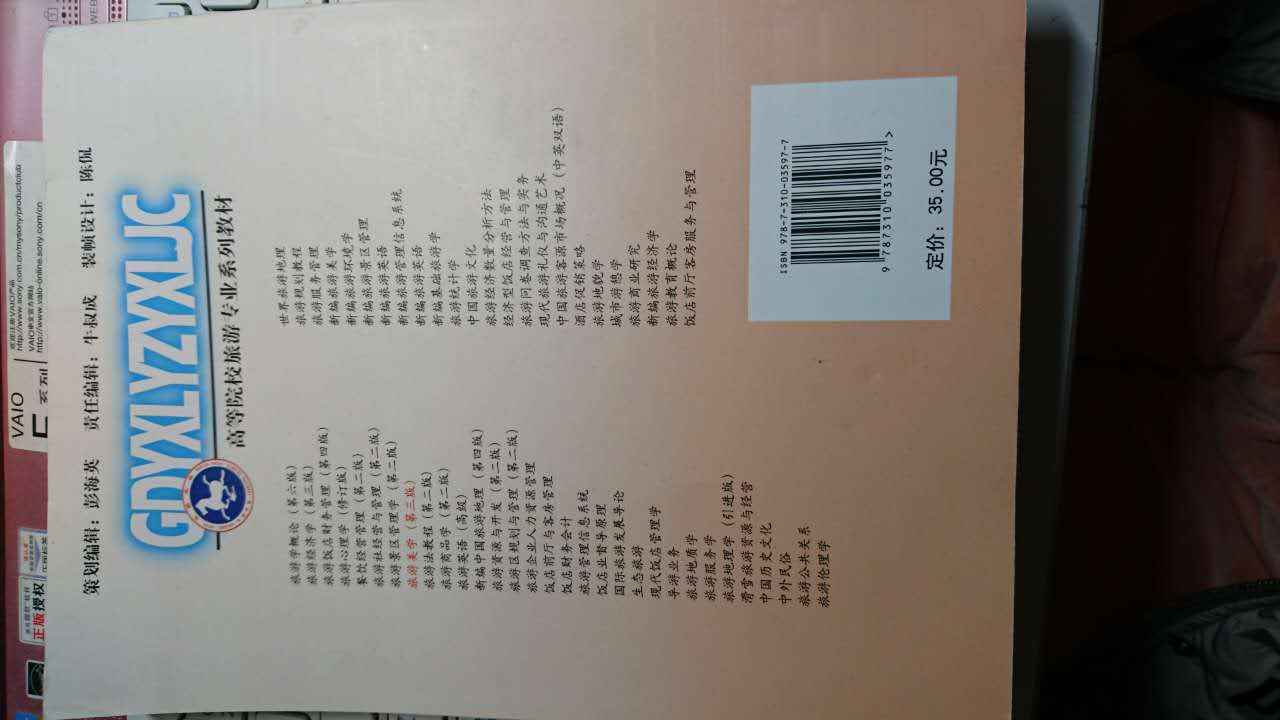 策划编辑：彭海英　责任编辑：牛叔成　装帧设计：陈侃
GDYXLYZYXLJC
高等院校旅游专业系列教材
旅游学概论（第六版）
旅游经济学（第三版）
旅游饭店财务管理（第四版）
旅游心理学（修订版）
餐饮经营管理（第二版）
旅行社经营与管理（第二版）
旅游景区管理学（第二版）
旅游美学（第三版）
旅游法教程（第二版）
旅游商品学（第二版）
旅游英语（高级）
新编中国旅游地理（第四版）
旅游资源与开发（第二版）
旅游区规划与管理（第二版）
旅游企业人力资源管理
饭店前厅与客房管理
饭店财务会计
旅游管理信息系统
饭店业督导原理
国际旅游发展导论
生态旅游
现代饭店管理学
导游业务
旅游地质学
旅游服务学
旅游地理学（引进版）
滑雪旅游资源与经营
中国历史文化
中外民俗
旅游公共关系
旅游伦理学
世界旅游地理
旅游规划教程
旅游服务管理
新编旅游美学
新编旅游环境学
新编旅游景区管理
新编旅游英语
新编旅游管理信息系统
新编旅游英语
新编基础旅游学
旅游统计学
中国旅游文化
旅游经济数量分析方法
经济型饭店经营与管理
旅游问卷调查方法与实务
现代旅游礼仪与沟通艺术
中国旅游客源市场概况（中英双语）
酒店促销策略
旅游地貌学
城市游憩学
旅游商业研究
新编旅游经济学
旅游教育概论
饭店前厅客房服务与管理
ISBN 978-7-310-03597-7
9 787310 035977 >
定价：35.00元
正版授权
VAIO
系列
欢迎注册VAIO产品
http://www.sony.com.cn/mysony/productclub
VAIO中文官方网站
http://www.vaio-online.sony.com/cn
WEB